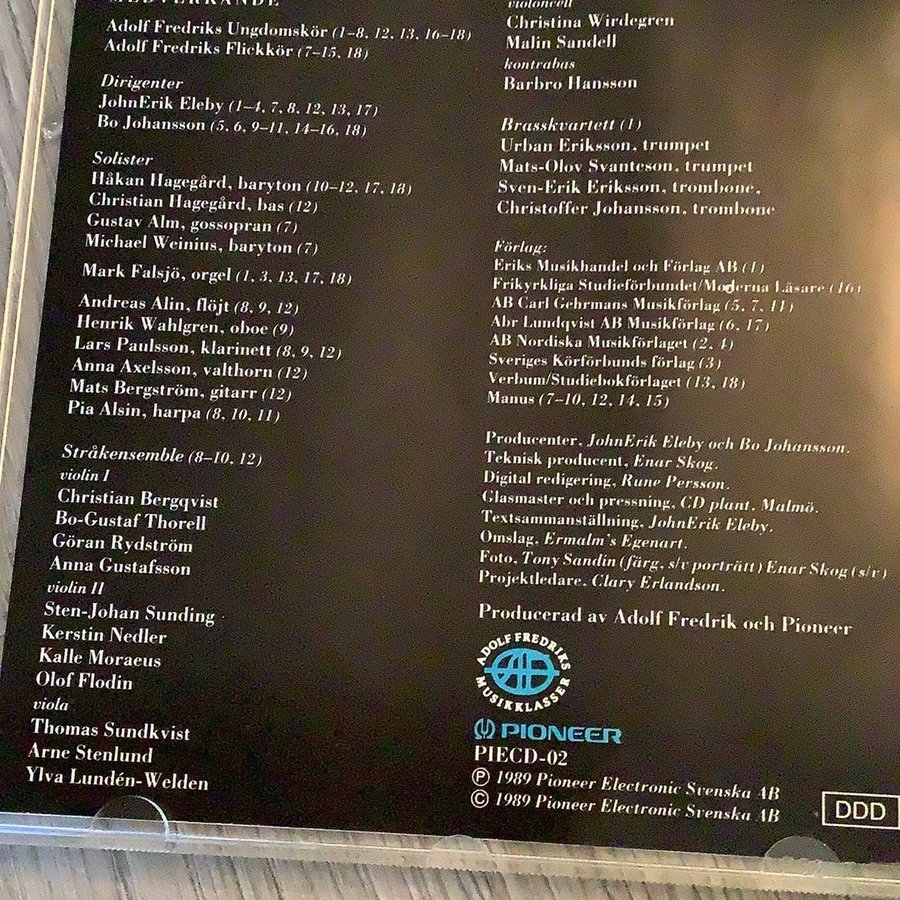 MEDVERKANDE
Adolf Fredriks Ungdomskör (1–8, 12, 13, 16–18)
Adolf Fredriks Flickkör (7–15, 18)
Dirigenter
JohnErik Eleby (1–4, 7, 8, 12, 13, 17)
Bo Johansson (5, 6, 9–11, 14–16, 18)
Solister
Håkan Hagegård, baryton (10–12, 17, 18)
Christian Hagegård, bas (12)
Gustav Alm, gossopran (7)
Michael Weinius, baryton (7)
Mark Falsjö, orgel (1, 3, 13, 17, 18)
Andreas Alin, flöjt (8, 9, 12)
Henrik Wahlgren, oboe (9)
Lars Paulsson, klarinett (8, 9, 12)
Anna Axelsson, valthorn (12)
Mats Bergström, gitarr (12)
Pia Alsin, harpa (8, 10, 11)
Stråkensemble (8–10, 12)
violin I
Christian Bergqvist
Bo-Gustaf Thorell
Göran Rydström
Anna Gustafsson
violin II
Sten-Johan Sunding
Kerstin Nedler
Kalle Moraeus
Olof Flodin
viola
Thomas Sundkvist
Arne Stenlund
Ylva Lundén-Welden
violoncell
Christina Wirdegren
Malin Sandell
kontrabas
Barbro Hansson
Brasskvartett (1)
Urban Eriksson, trumpet
Mats-Olov Svanteson, trumpet
Sven-Erik Eriksson, trombone,
Christoffer Johansson, trombone
Förlag:
Eriks Musikhandel och Förlag AB (1)
Frikyrkliga Studieförbundet/Moderna Läsare (16)
AB Carl Gehrmans Musikförlag (5, 7, 11)
Abr Lundqvist AB Musikförlag (6, 17)
AB Nordiska Musikförlaget (2, 4)
Sveriges Körförbunds förlag (3)
Verbum/Studiebokförlaget (13, 18)
Manus (7–10, 12, 14, 15)
Producenter, JohnErik Eleby och Bo Johansson.
Teknisk producent, Enar Skog.
Digital redigering, Rune Persson.
Glasmaster och pressning, CD plant, Malmö.
Textsammanställning, JohnErik Eleby.
Omslag, Ermalm's Egenart.
Foto, Tony Sandin (färg, s/v porträtt) Enar Skog (s/v)
Projektledare, Clary Erlandson.
Producerad av Adolf Fredrik och Pioneer
ADOLF FREDRIKS MUSIKKLASSER
PIONEER
PIECD-02
℗ 1989 Pioneer Electronic Svenska AB
© 1989 Pioneer Electronic Svenska AB
DDD